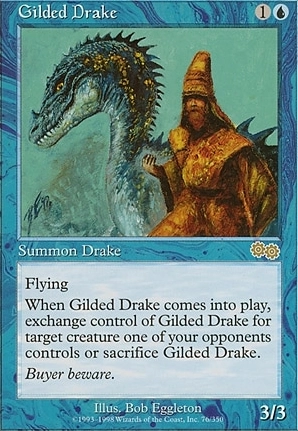 Gilded Drake 1
Summon Drake
Flying
When Gilded Drake comes into play,
exchange control of Gilded Drake for
target creature one of your opponents
controls or sacrifice Gilded Drake.
Buyer beware.
Illus. Bob Eggleton
©1993-1998 Wizards of the Coast, Inc. 76/350
3/3